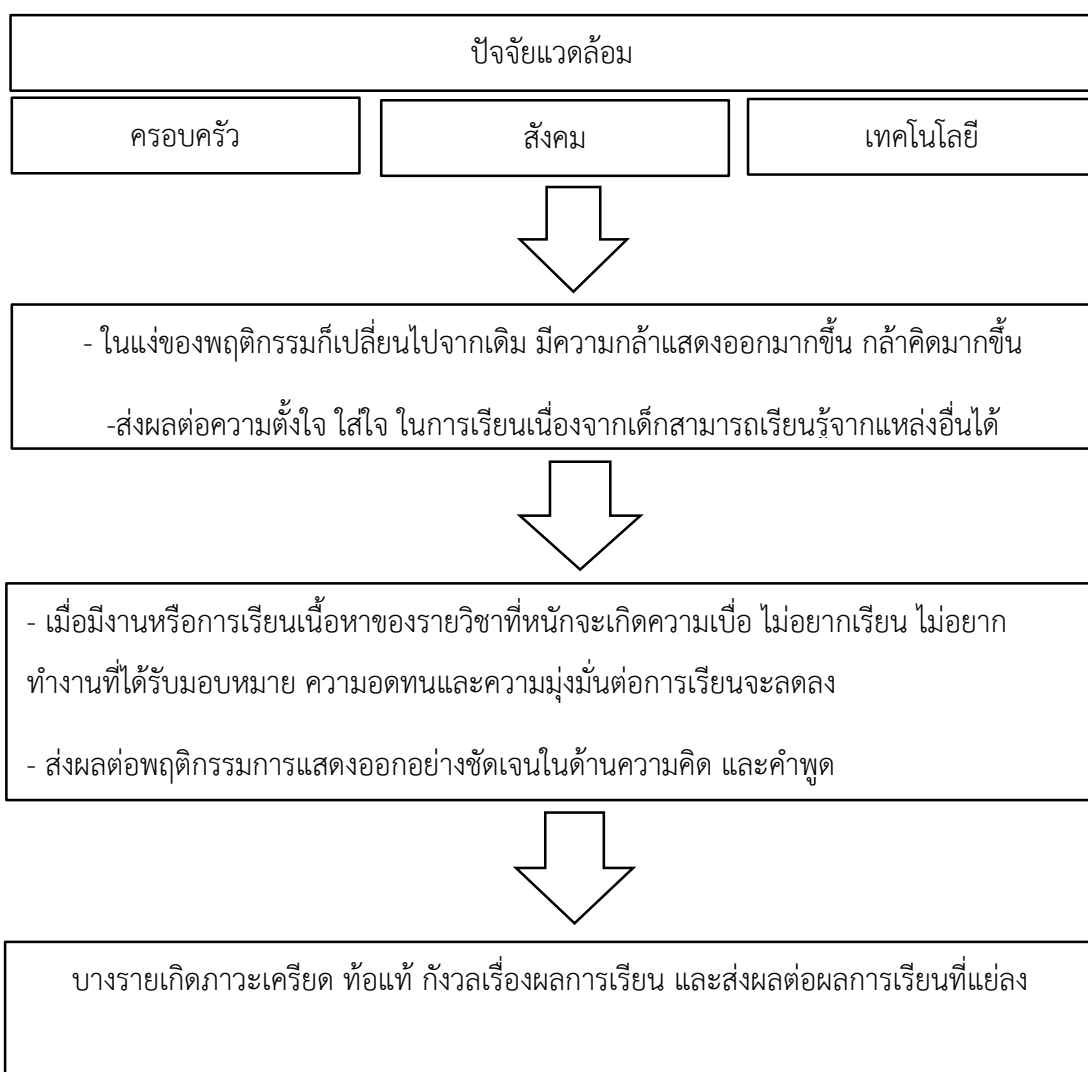 ปัจจัยแวดล้อม
ครอบครัว
สังคม
เทคโนโลยี
- ในแง่ของพฤติกรรมก็เปลี่ยนไปจากเดิม มีความกล้าแสดงออกมากขึ้น กล้าคิดมากขึ้น
-ส่งผลต่อความตั้งใจ ใส่ใจ ในการเรียนเนื่องจากเด็กสามารถเรียนรู้จากแหล่งอื่นได้
- เมื่อมีงานหรือการเรียนเนื้อหาของรายวิชาที่หนักจะเกิดความเบื่อ ไม่อยากเรียน ไม่อยาก
ทำงานที่ได้รับมอบหมาย ความอดทนและความมุ่งมั่นต่อการเรียนจะลดลง
- ส่งผลต่อพฤติกรรมการแสดงออกอย่างชัดเจนในด้านความคิด และคำพูด
บางรายเกิดภาวะเครียด ท้อแท้ กังวลเรื่องผลการเรียน และส่งผลต่อผลการเรียนที่แย่ลง